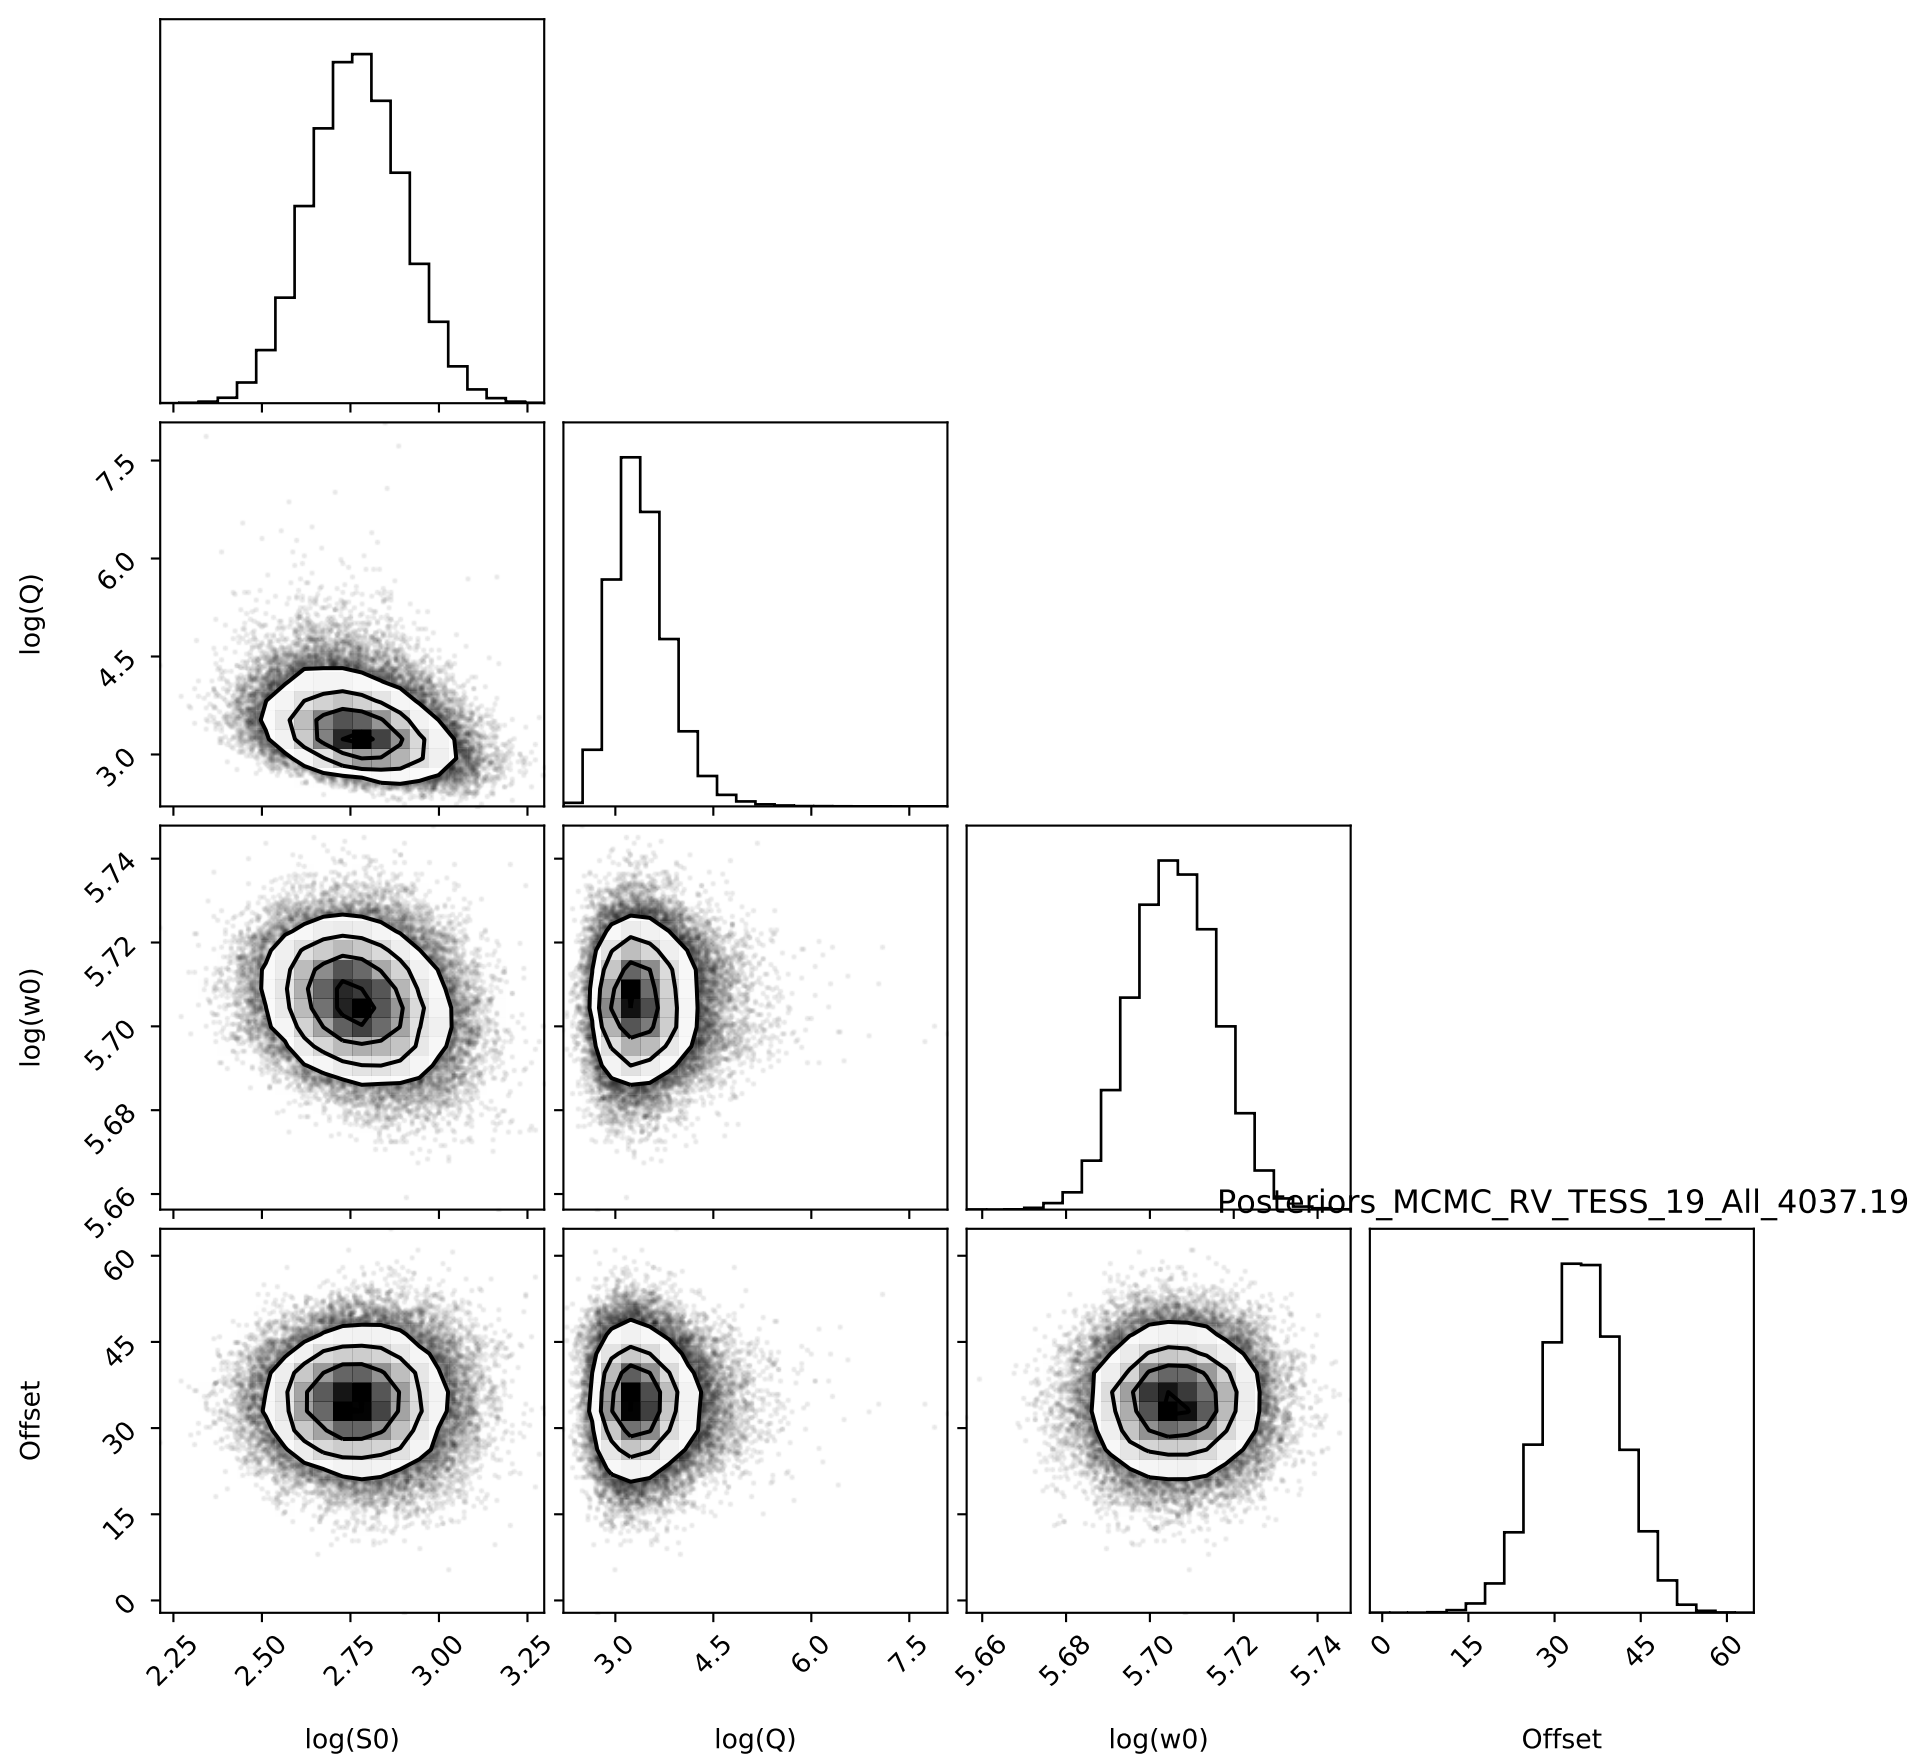 7.5
6.0
4.5
3.0
log(Q)
5.74
5.72
5.70
5.68
5.66
log(w0)
Posteriors_MCMC_RV_TESS_19_All_4037.19
60
45
30
15
0
Offset
2.25 2.50 2.75 3.00 3.25 3.0 4.5 6.0 7.5 5.66 5.68 5.70 5.72 5.74 0 15 30 45 60
log(S0) log(Q) log(w0) Offset